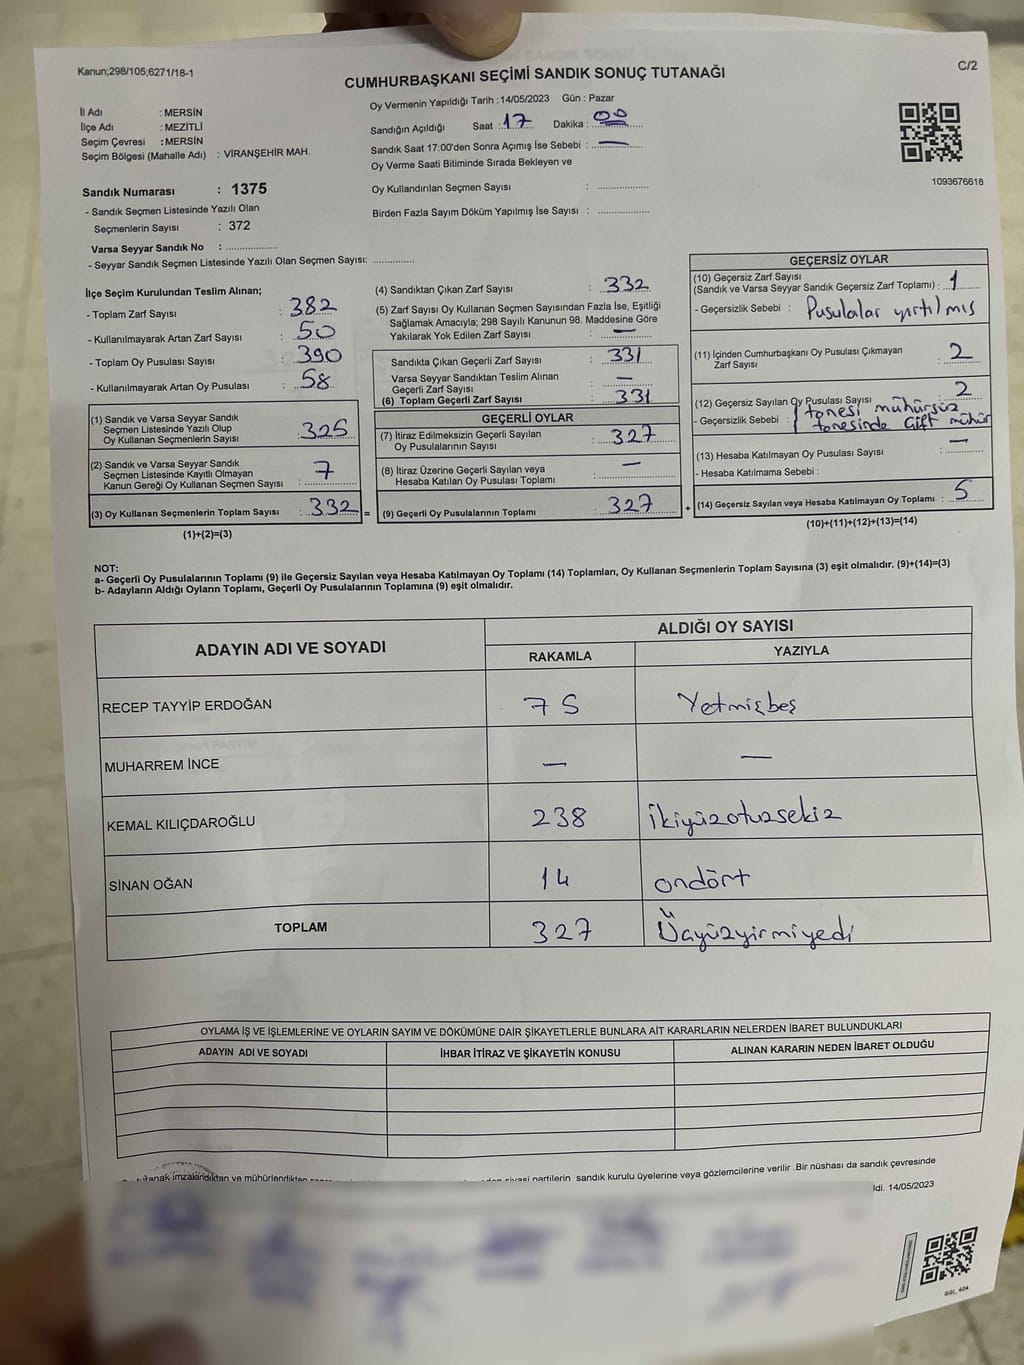 Kanun;298/105;6271/18-1
C/2
CUMHURBAŞKANI SEÇİMİ SANDIK SONUÇ TUTANAĞI
İl Adı : MERSİN
İlçe Adı : MEZİTLİ
Seçim Çevresi : MERSİN
Seçim Bölgesi (Mahalle Adı) : VİRANŞEHİR MAH.
Oy Vermenin Yapıldığı Tarih : 14/05/2023 Gün : Pazar
Sandığın Açıldığı Saat : 17 Dakika : 00
Sandık Saat 17:00'den Sonra Açımış İse Sebebi : —
Oy Verme Saati Bitiminde Sırada Bekleyen ve
Oy Kullandırılan Seçmen Sayısı : ...............
Birden Fazla Sayım Döküm Yapılmış İse Sayısı : ...............
1093676618
Sandık Numarası : 1375
- Sandık Seçmen Listesinde Yazılı Olan
Seçmenlerin Sayısı : 372
Varsa Seyyar Sandık No : ...............
- Seyyar Sandık Seçmen Listesinde Yazılı Olan Seçmen Sayısı: ............
İlçe Seçim Kurulundan Teslim Alınan;
- Toplam Zarf Sayısı : 382
- Kullanılmayarak Artan Zarf Sayısı : 50
- Toplam Oy Pusulası Sayısı : 390
- Kullanılmayarak Artan Oy Pusulası : 58
(1) Sandık ve Varsa Seyyar Sandık
Seçmen Listesinde Yazılı Olup
Oy Kullanan Seçmenlerin Sayısı : 325
(2) Sandık ve Varsa Seyyar Sandık
Seçmen Listesinde Kayıtlı Olmayan
Kanun Gereği Oy Kullanan Seçmen Sayısı : 7
(3) Oy Kullanan Seçmenlerin Toplam Sayısı : 332 =
(1)+(2)=(3)
(4) Sandıktan Çıkan Zarf Sayısı : 332
(5) Zarf Sayısı Oy Kullanan Seçmen Sayısından Fazla İse, Eşitliği
Sağlamak Amacıyla; 298 Sayılı Kanunun 98. Maddesine Göre
Yakılarak Yok Edilen Zarf Sayısı : —
Sandıkta Çıkan Geçerli Zarf Sayısı : 331
Varsa Seyyar Sandıktan Teslim Alınan
Geçerli Zarf Sayısı : —
(6) Toplam Geçerli Zarf Sayısı : 331
GEÇERLİ OYLAR
(7) İtiraz Edilmeksizin Geçerli Sayılan
Oy Pusulalarının Sayısı : 327
(8) İtiraz Üzerine Geçerli Sayılan veya
Hesaba Katılan Oy Pusulası Toplamı : —
(9) Geçerli Oy Pusulalarının Toplamı : 327 +
GEÇERSİZ OYLAR
(10) Geçersiz Zarf Sayısı
(Sandık ve Varsa Seyyar Sandık Geçersiz Zarf Toplamı) : 1
- Geçersizlik Sebebi : Pusulalar yırtılmış
(11) İçinden Cumhurbaşkanı Oy Pusulası Çıkmayan
Zarf Sayısı : 2
(12) Geçersiz Sayılan Oy Pusulası Sayısı : 2
- Geçersizlik Sebebi : 1 tanesi mühürsüz
1 tanesinde çift mühür
(13) Hesaba Katılmayan Oy Pusulası Sayısı : —
- Hesaba Katılmama Sebebi :
(14) Geçersiz Sayılan veya Hesaba Katılmayan Oy Toplamı : 5
(10)+(11)+(12)+(13)=(14)
NOT:
a- Geçerli Oy Pusulalarının Toplamı (9) ile Geçersiz Sayılan veya Hesaba Katılmayan Oy Toplamı (14) Toplamları, Oy Kullanan Seçmenlerin Toplam Sayısına (3) eşit olmalıdır. (9)+(14)=(3)
b- Adayların Aldığı Oyların Toplamı, Geçerli Oy Pusulalarının Toplamına (9) eşit olmalıdır.
ADAYIN ADI VE SOYADI
ALDIĞI OY SAYISI
RAKAMLA YAZIYLA
RECEP TAYYİP ERDOĞAN 75 Yetmişbeş
MUHARREM İNCE — —
KEMAL KILIÇDAROĞLU 238 ikiyüzotuzsekiz
SİNAN OĞAN 14 ondört
TOPLAM 327 Üçyüzyirmiyedi
OYLAMA İŞ VE İŞLEMLERİNE VE OYLARIN SAYIM VE DÖKÜMÜNE DAİR ŞİKAYETLERLE BUNLARA AİT KARARLARIN NELERDEN İBARET BULUNDUKLARI
ADAYIN ADI VE SOYADI İHBAR İTİRAZ VE ŞİKAYETİN KONUSU ALINAN KARARIN NEDEN İBARET OLDUĞU
tutanak imzalandıktan ve mühürlendikten siyasi partilerin sandık kurulu üyelerine veya gözlemcilerine verilir .Bir nüshası da sandık çevresinde
ldi. 14/05/2023